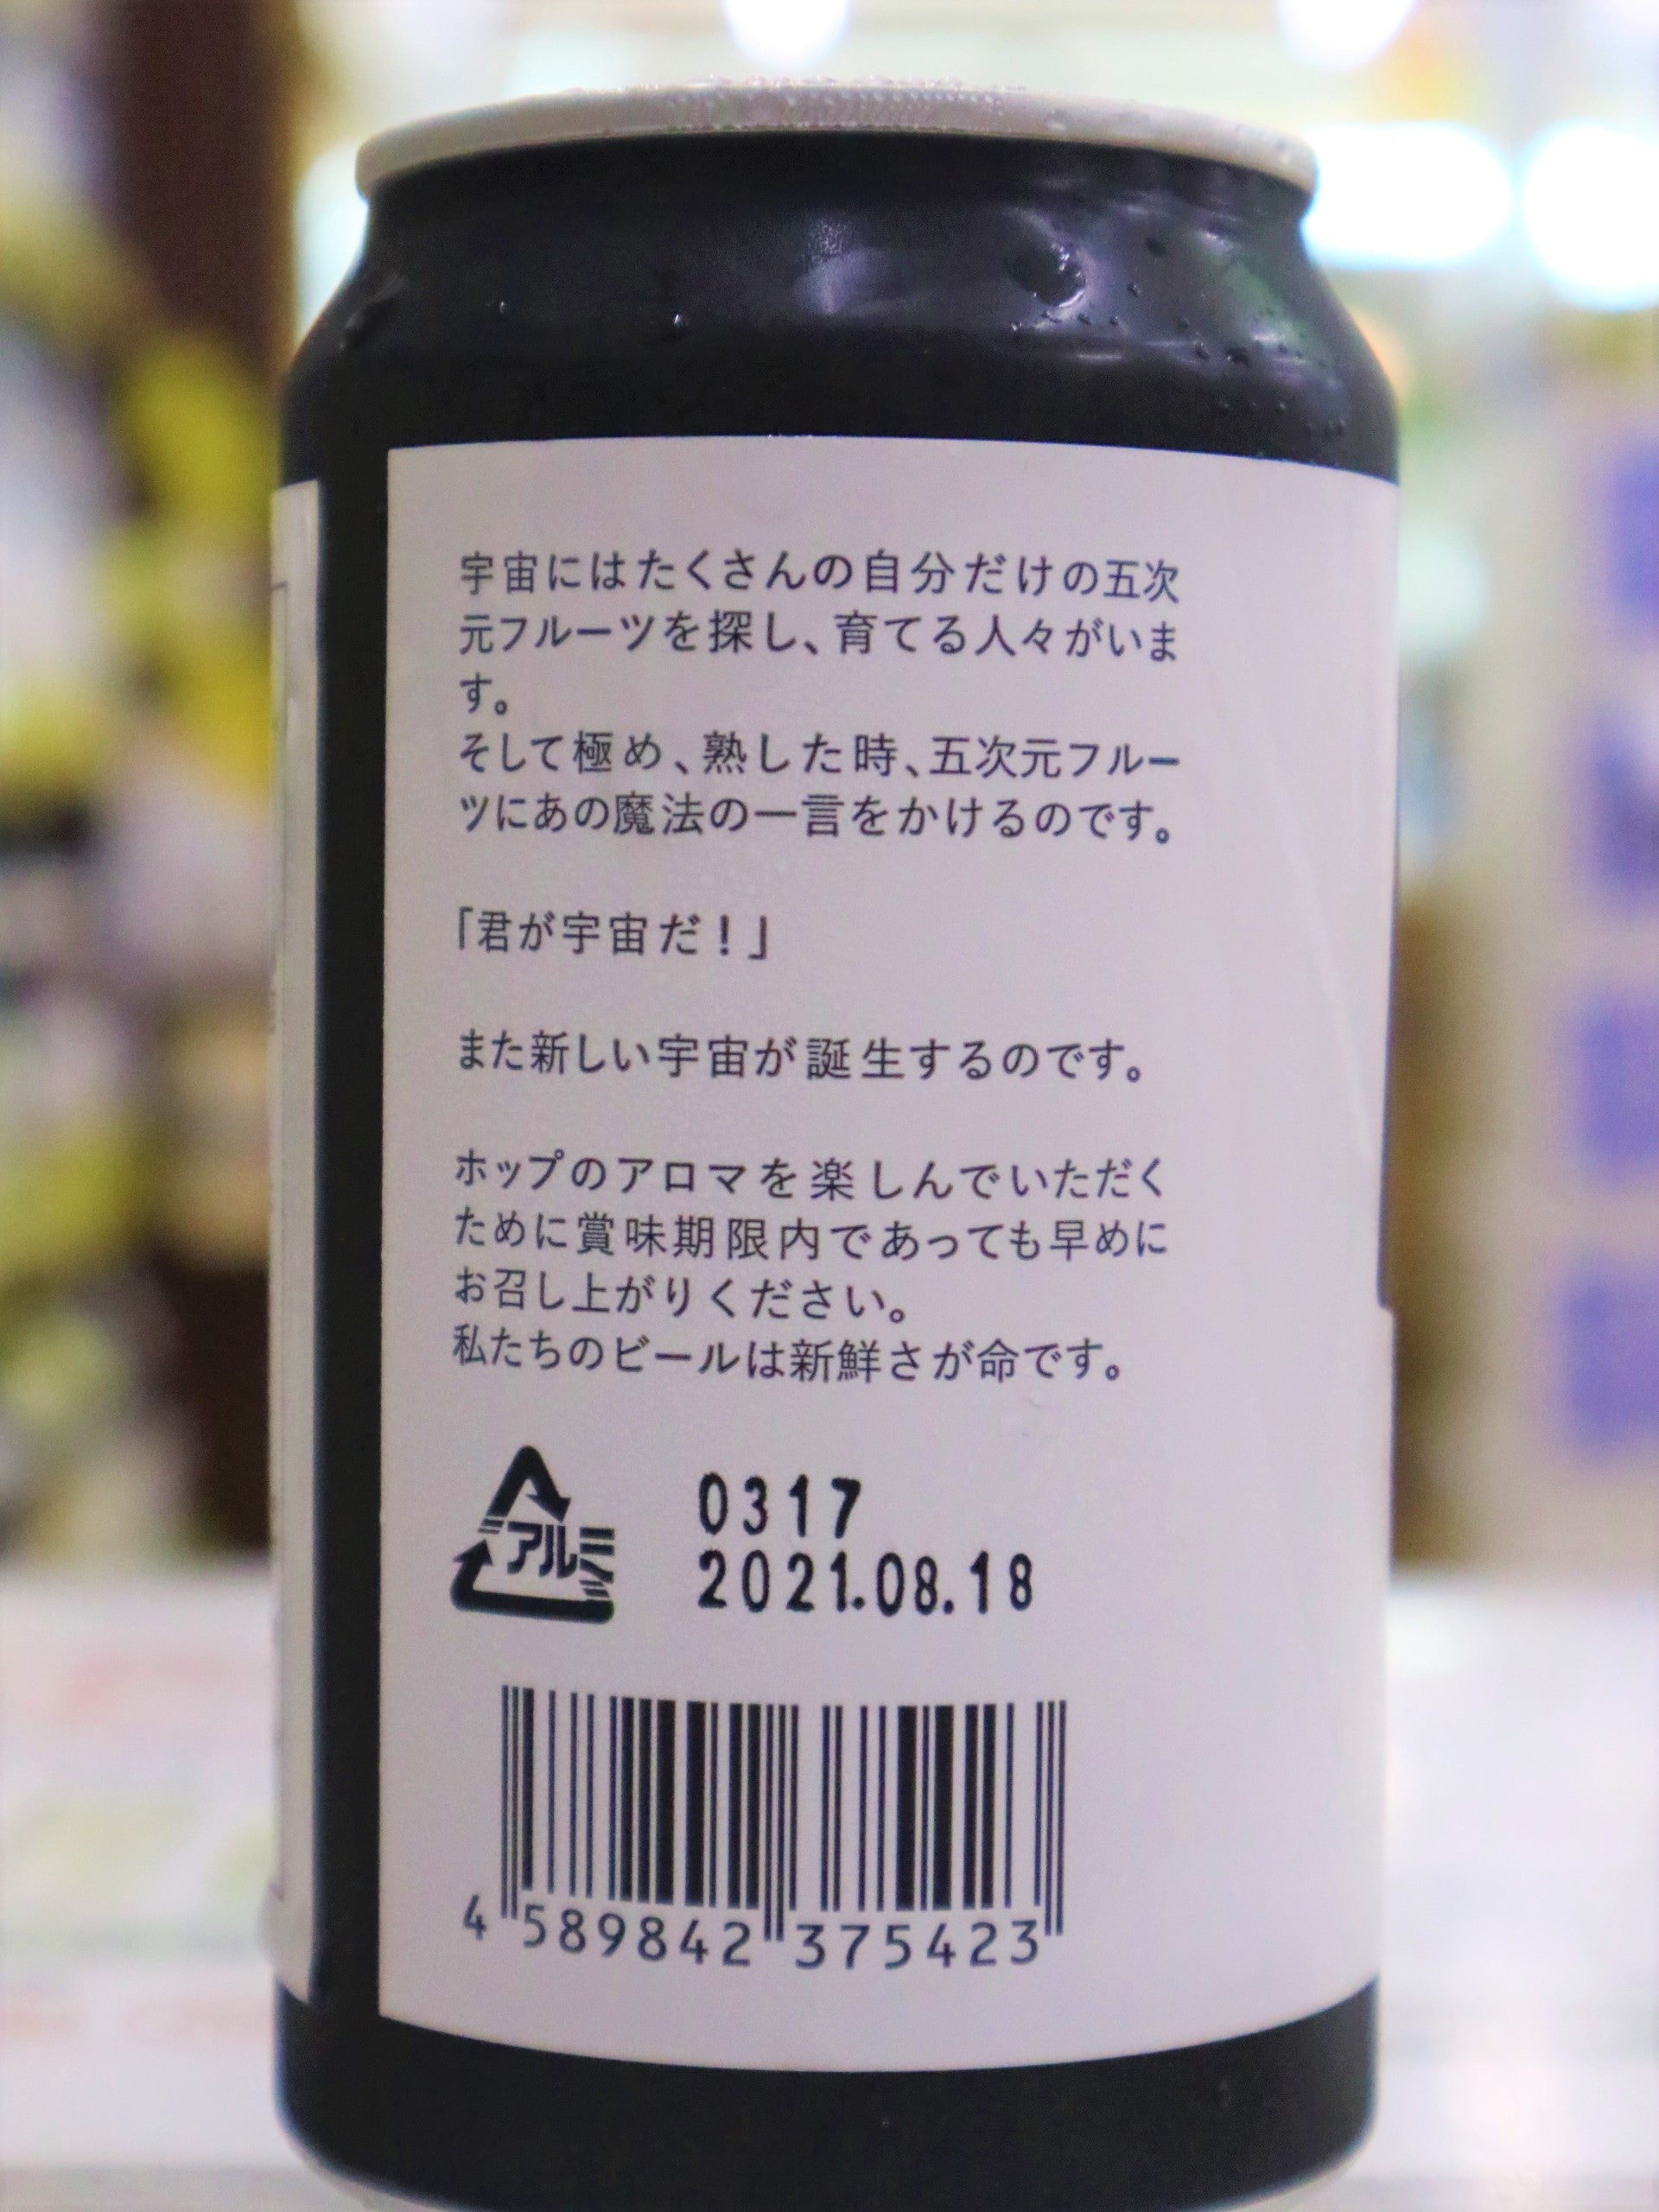 宇宙にはたくさんの自分だけの五次
元フルーツを探し、育てる人々がいま
す。
そして極め、熟した時、五次元フルー
ツにあの魔法の一言をかけるのです。
「君が宇宙だ！」
また新しい宇宙が誕生するのです。
ホップのアロマを楽しんでいただく
ために賞味期限内であっても早めに
お召し上がりください。
私たちのビールは新鮮さが命です。
アルミ
0317
2021.08.18
4 589842 375423